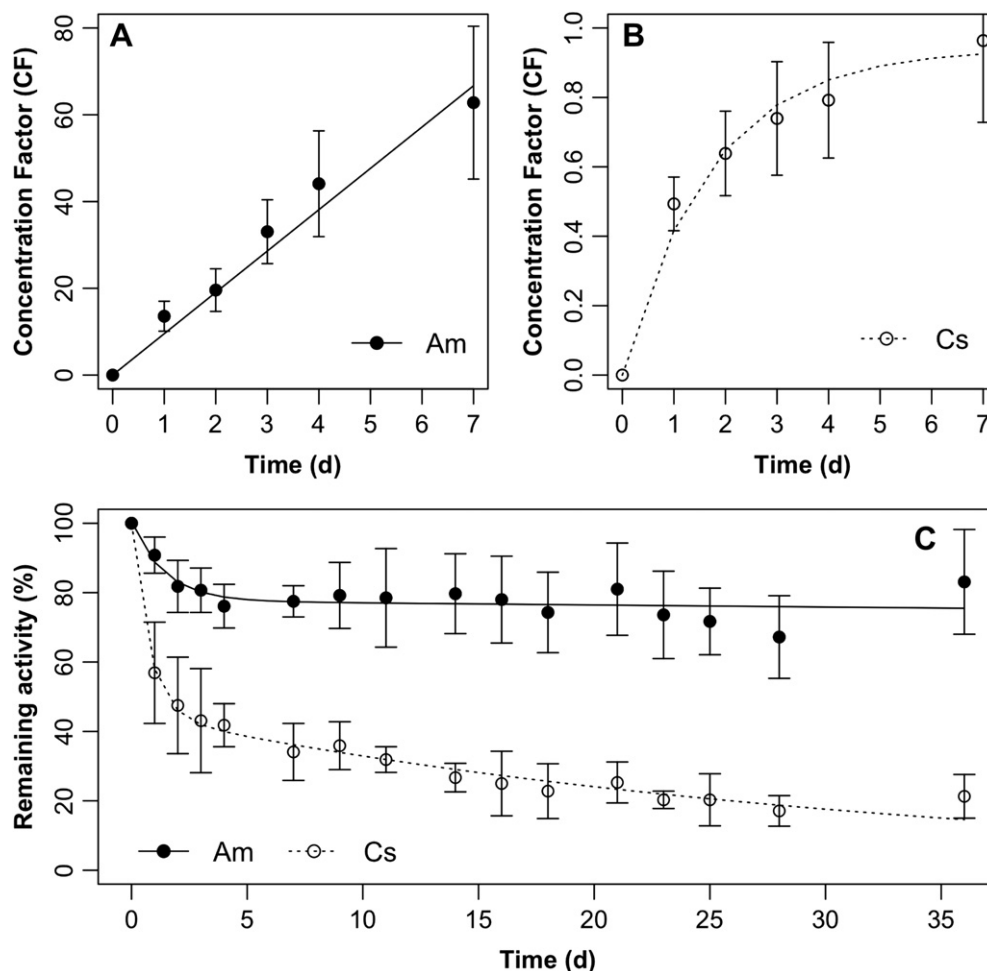 A
Concentration Factor (CF)
80
60
40
20
0
Am
0 1 2 3 4 5 6 7
Time (d)
B
Concentration Factor (CF)
1.0
0.8
0.6
0.4
0.2
0.0
Cs
0 1 2 3 4 5 6 7
Time (d)
C
Remaining activity (%)
100
80
60
40
20
0
Am Cs
0 5 10 15 20 25 30 35
Time (d)